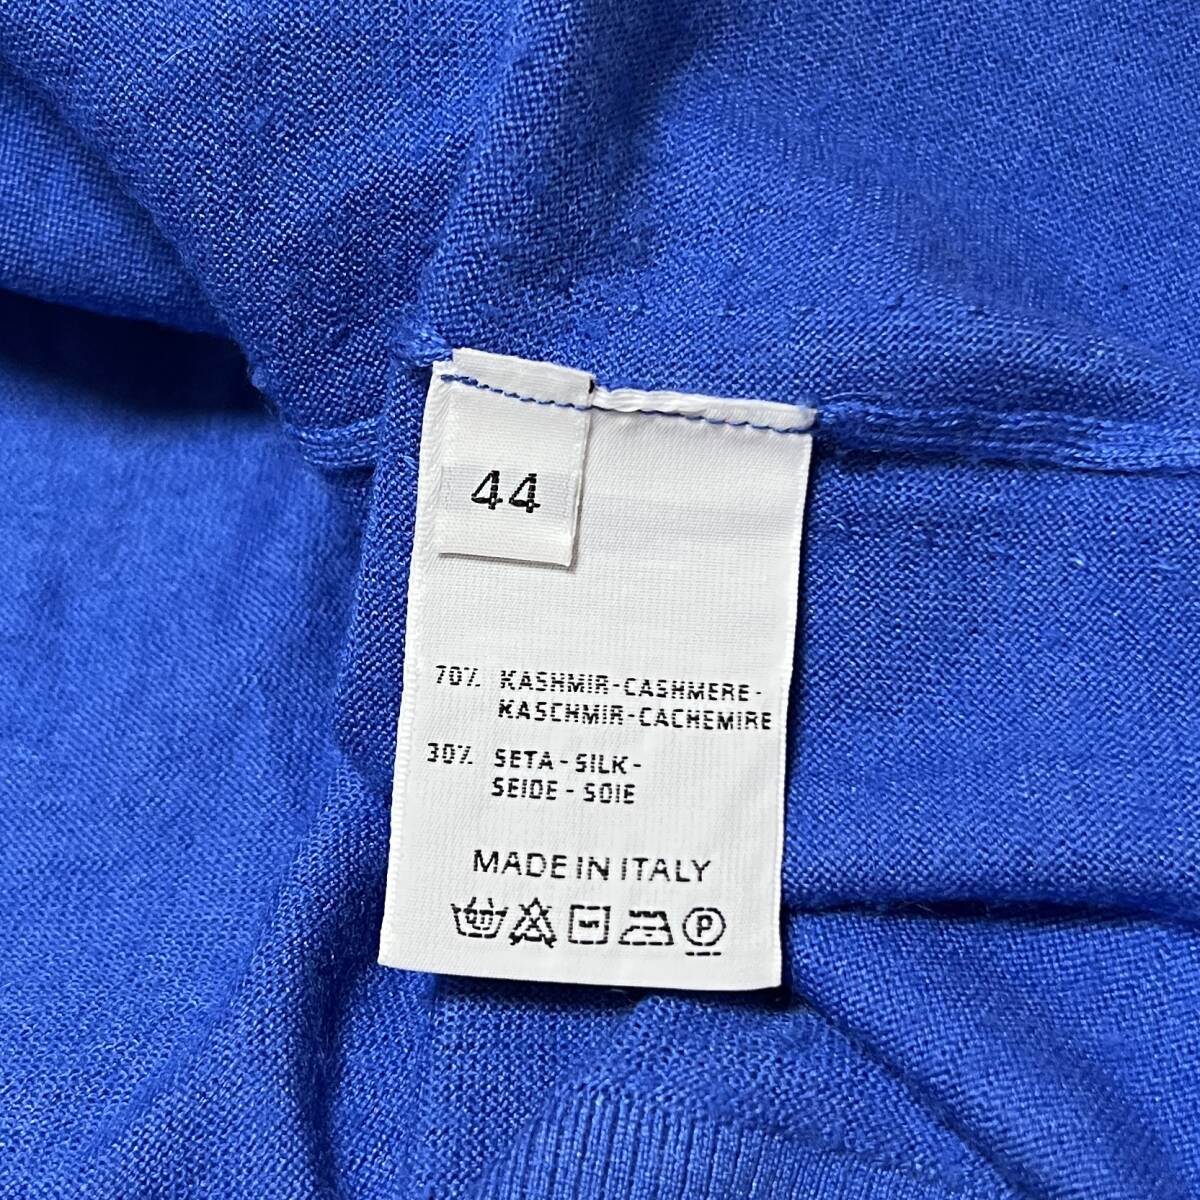 44
70% KASHMIR-CASHMERE-
KASCHMIR-CACHEMIRE
30% SETA-SILK-
SEIDE-SOIE
MADE IN ITALY
P